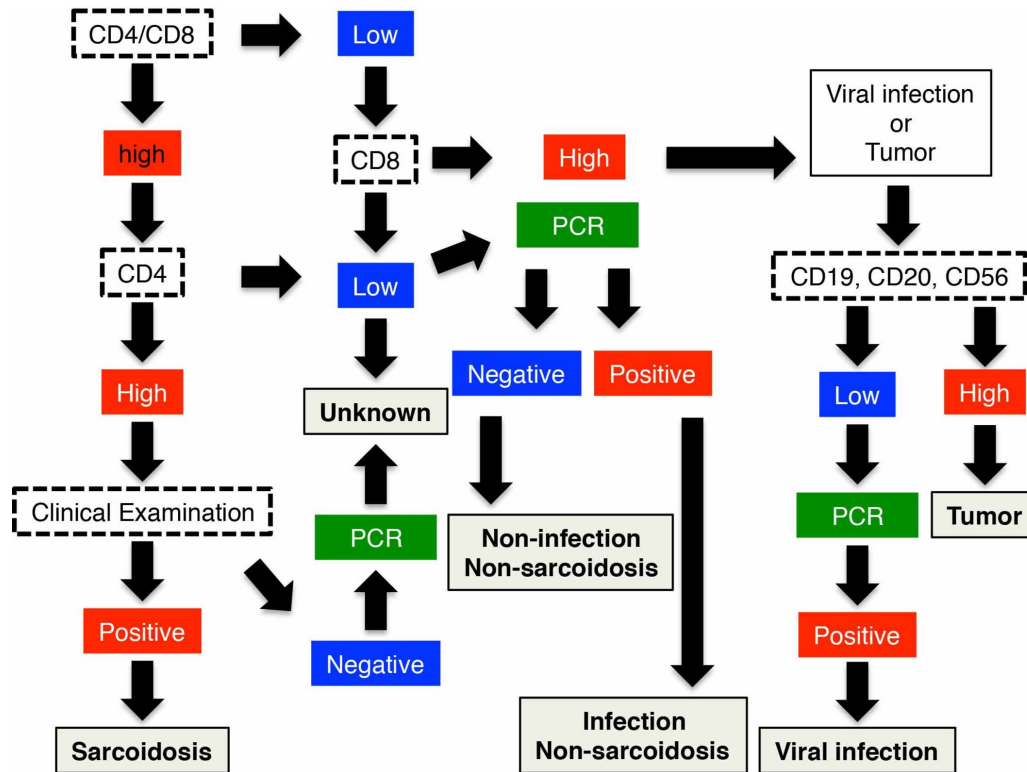 CD4/CD8
Low
high
CD8
High
Viral infection
or
Tumor
PCR
CD4
Low
CD19, CD20, CD56
High
Negative
Positive
Low
High
Unknown
Clinical Examination
PCR
Non-infection
Non-sarcoidosis
PCR
Tumor
Positive
Negative
Positive
Sarcoidosis
Infection
Non-sarcoidosis
Viral infection